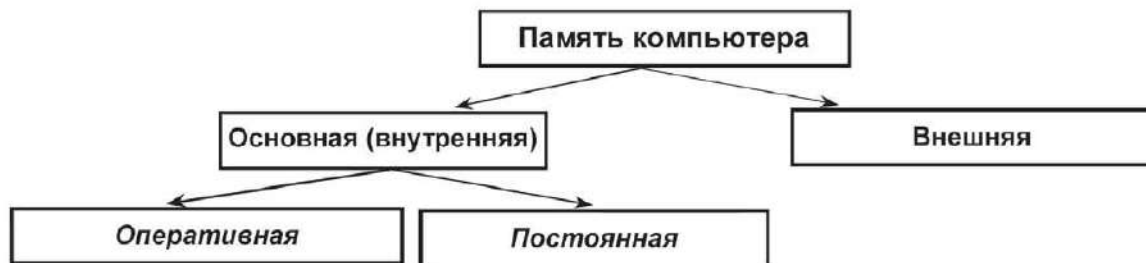 Память компьютера
Основная (внутренняя)
Внешняя
Оперативная
Постоянная